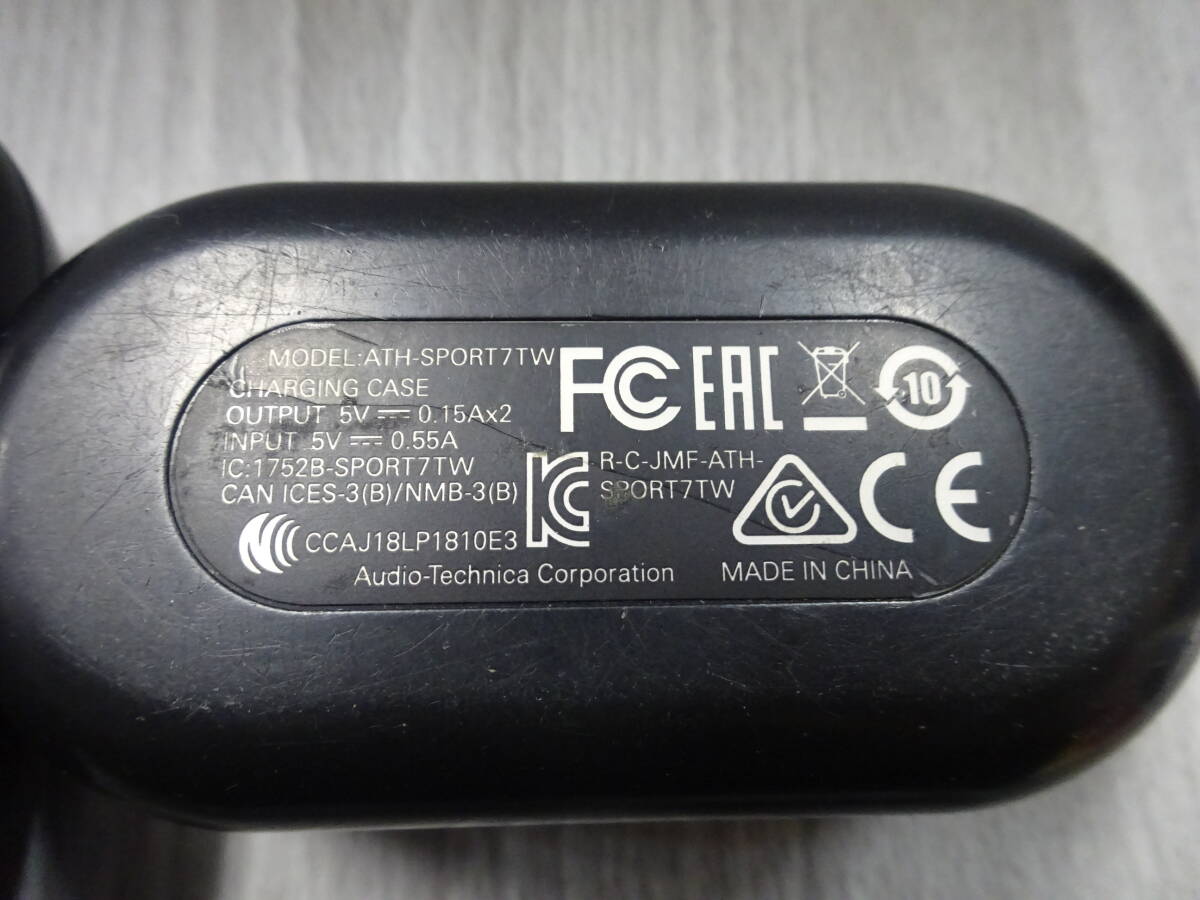 MODEL:ATH-SPORT7TW
CHARGING CASE
OUTPUT 5V ⎓ 0.15Ax2
INPUT 5V ⎓ 0.55A
IC:1752B-SPORT7TW
CAN ICES-3(B)/NMB-3(B)
CCAJ18LP1810E3
FC EAC 10
KC R-C-JMF-ATH-
SPORT7TW
CE
Audio-Technica Corporation MADE IN CHINA